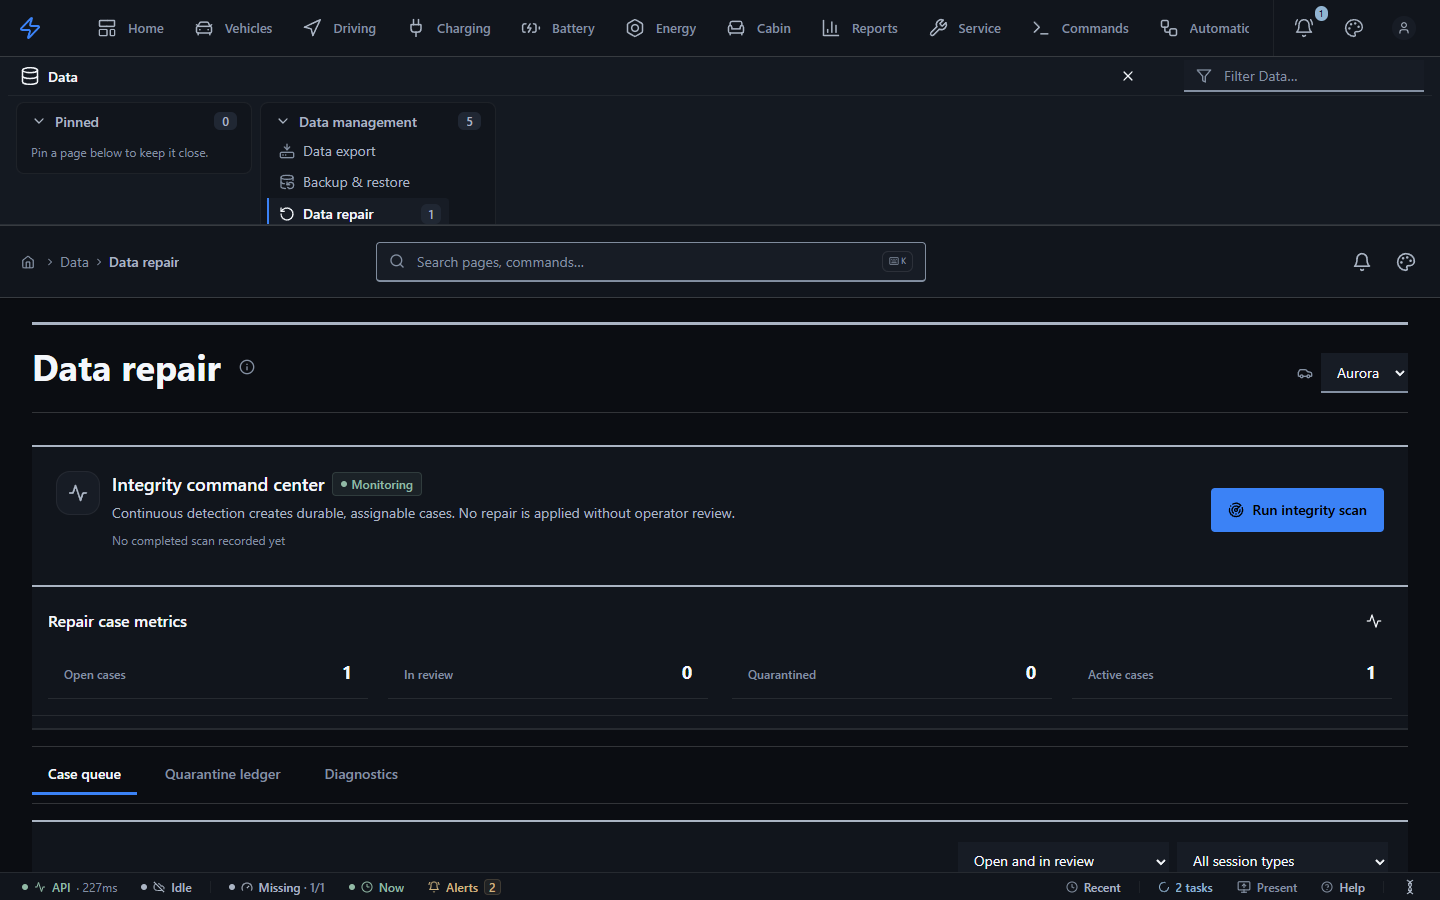 Home Vehicles Driving Charging Battery Energy Cabin Reports Service Commands Automatic 1
Data Filter Data...
Pinned 0
Pin a page below to keep it close.
Data management 5
Data export
Backup & restore
Data repair 1
Data Data repair Search pages, commands... K
Data repair Aurora
Integrity command center Monitoring
Continuous detection creates durable, assignable cases. No repair is applied without operator review.
No completed scan recorded yet
Run integrity scan
Repair case metrics
Open cases 1 In review 0 Quarantined 0 Active cases 1
Case queue Quarantine ledger Diagnostics
Open and in review All session types
API · 227ms Idle Missing · 1/1 Now Alerts 2 Recent 2 tasks Present Help